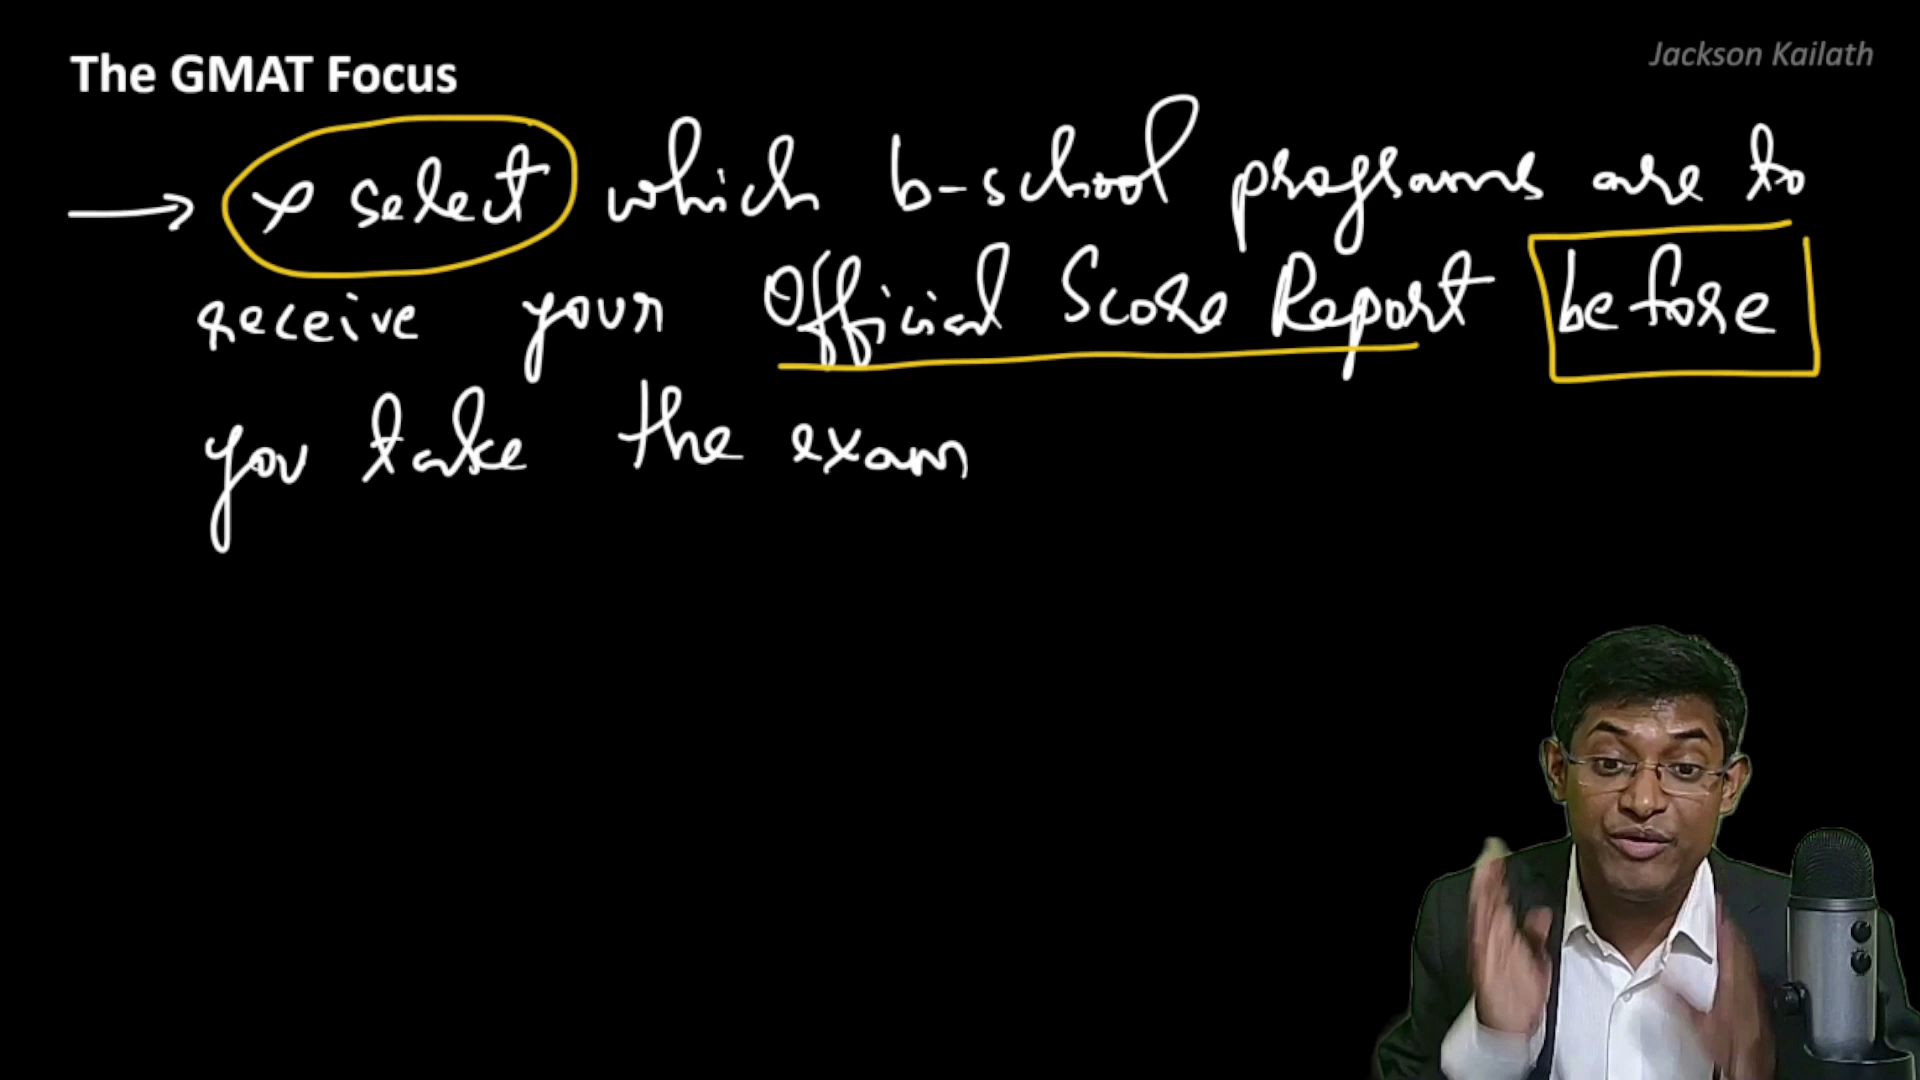 The GMAT Focus
Jackson Kailath
→ x select which b-school programs are to
receive your Official Score Report before
you take the exam